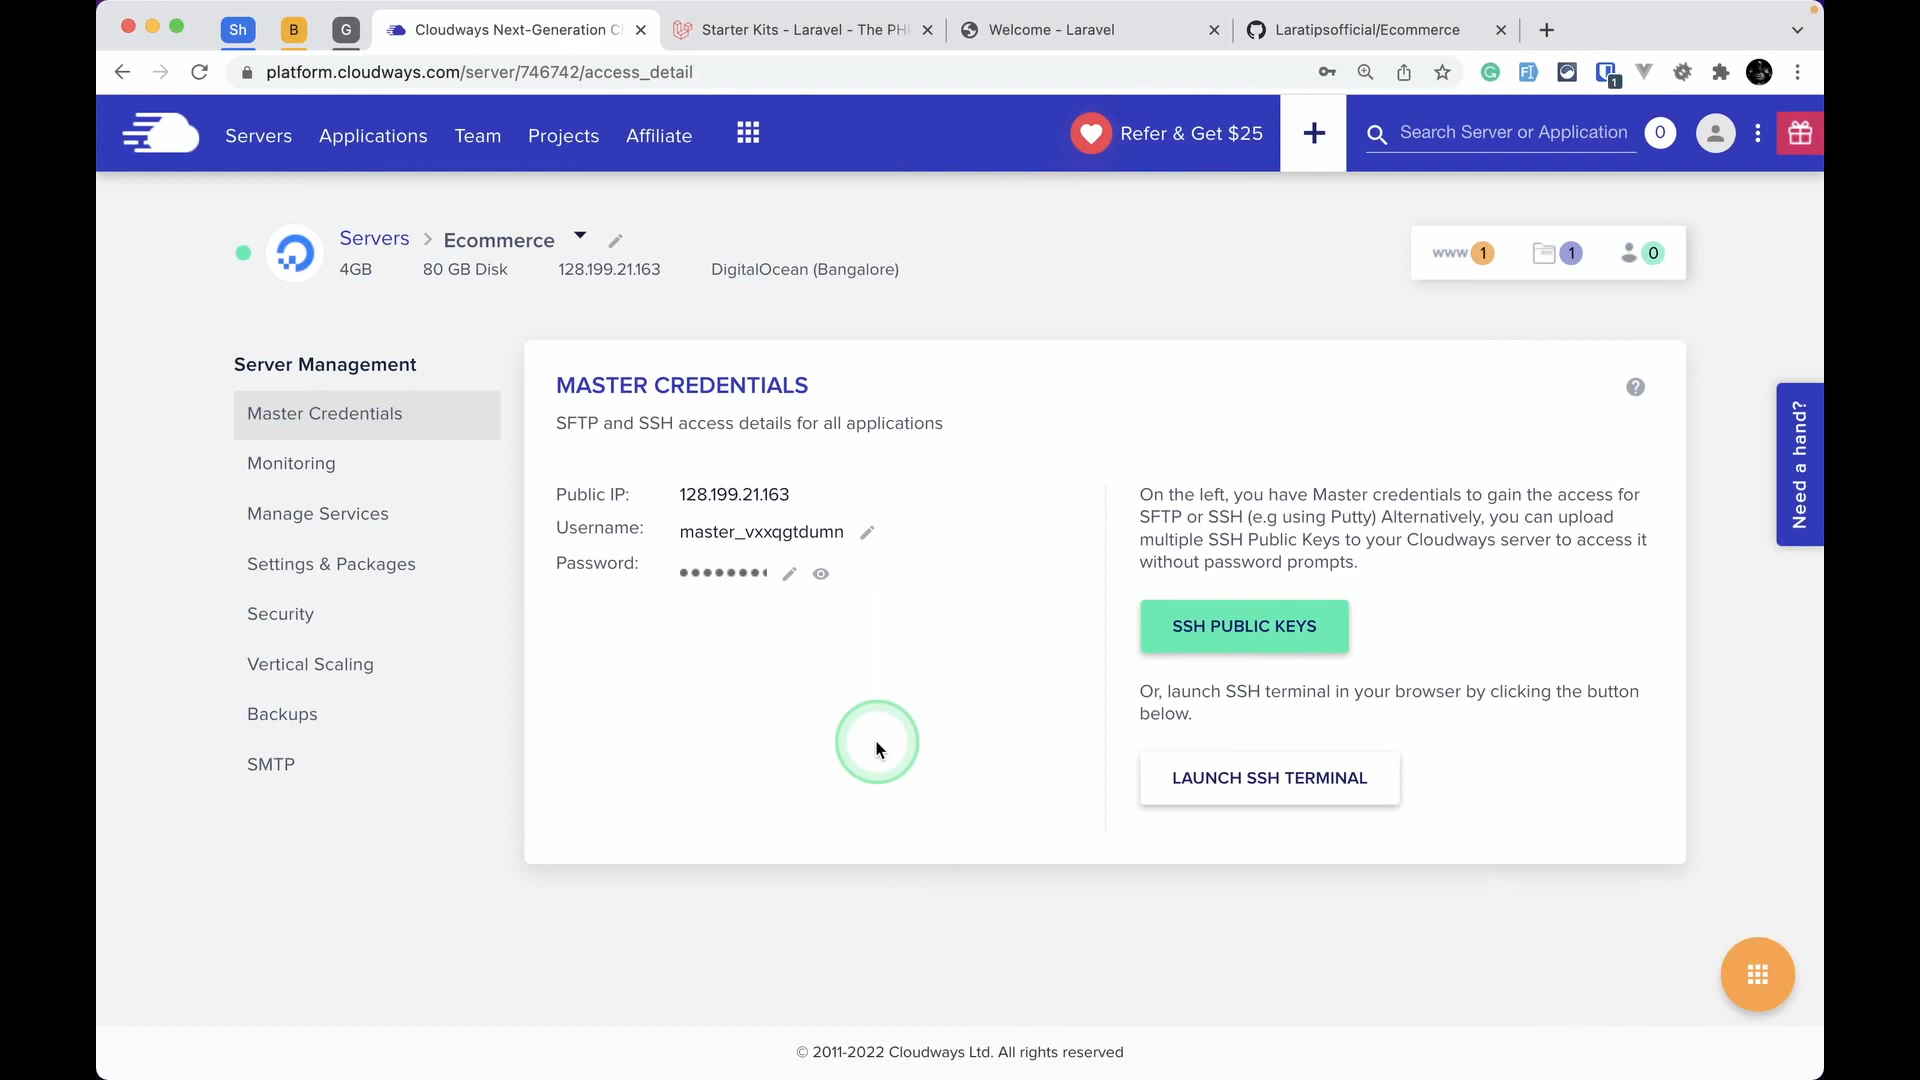 Sh
B
G
Cloudways Next-Generation Cl
Starter Kits - Laravel - The PH
Welcome - Laravel
Laratipsofficial/Ecommerce
platform.cloudways.com/server/746742/access_detail
1
Servers
Applications
Team
Projects
Affiliate
Refer & Get $25
Search Server or Application
0
Servers
Ecommerce
4GB
80 GB Disk
128.199.21.163
DigitalOcean (Bangalore)
www 1
1
0
Server Management
Master Credentials
Monitoring
Manage Services
Settings & Packages
Security
Vertical Scaling
Backups
SMTP
MASTER CREDENTIALS
SFTP and SSH access details for all applications
Public IP: 128.199.21.163
Username: master_vxxqgtdumn
Password:
On the left, you have Master credentials to gain the access for
SFTP or SSH (e.g using Putty) Alternatively, you can upload
multiple SSH Public Keys to your Cloudways server to access it
without password prompts.
SSH PUBLIC KEYS
Or, launch SSH terminal in your browser by clicking the button
below.
LAUNCH SSH TERMINAL
Need a hand?
© 2011-2022 Cloudways Ltd. All rights reserved